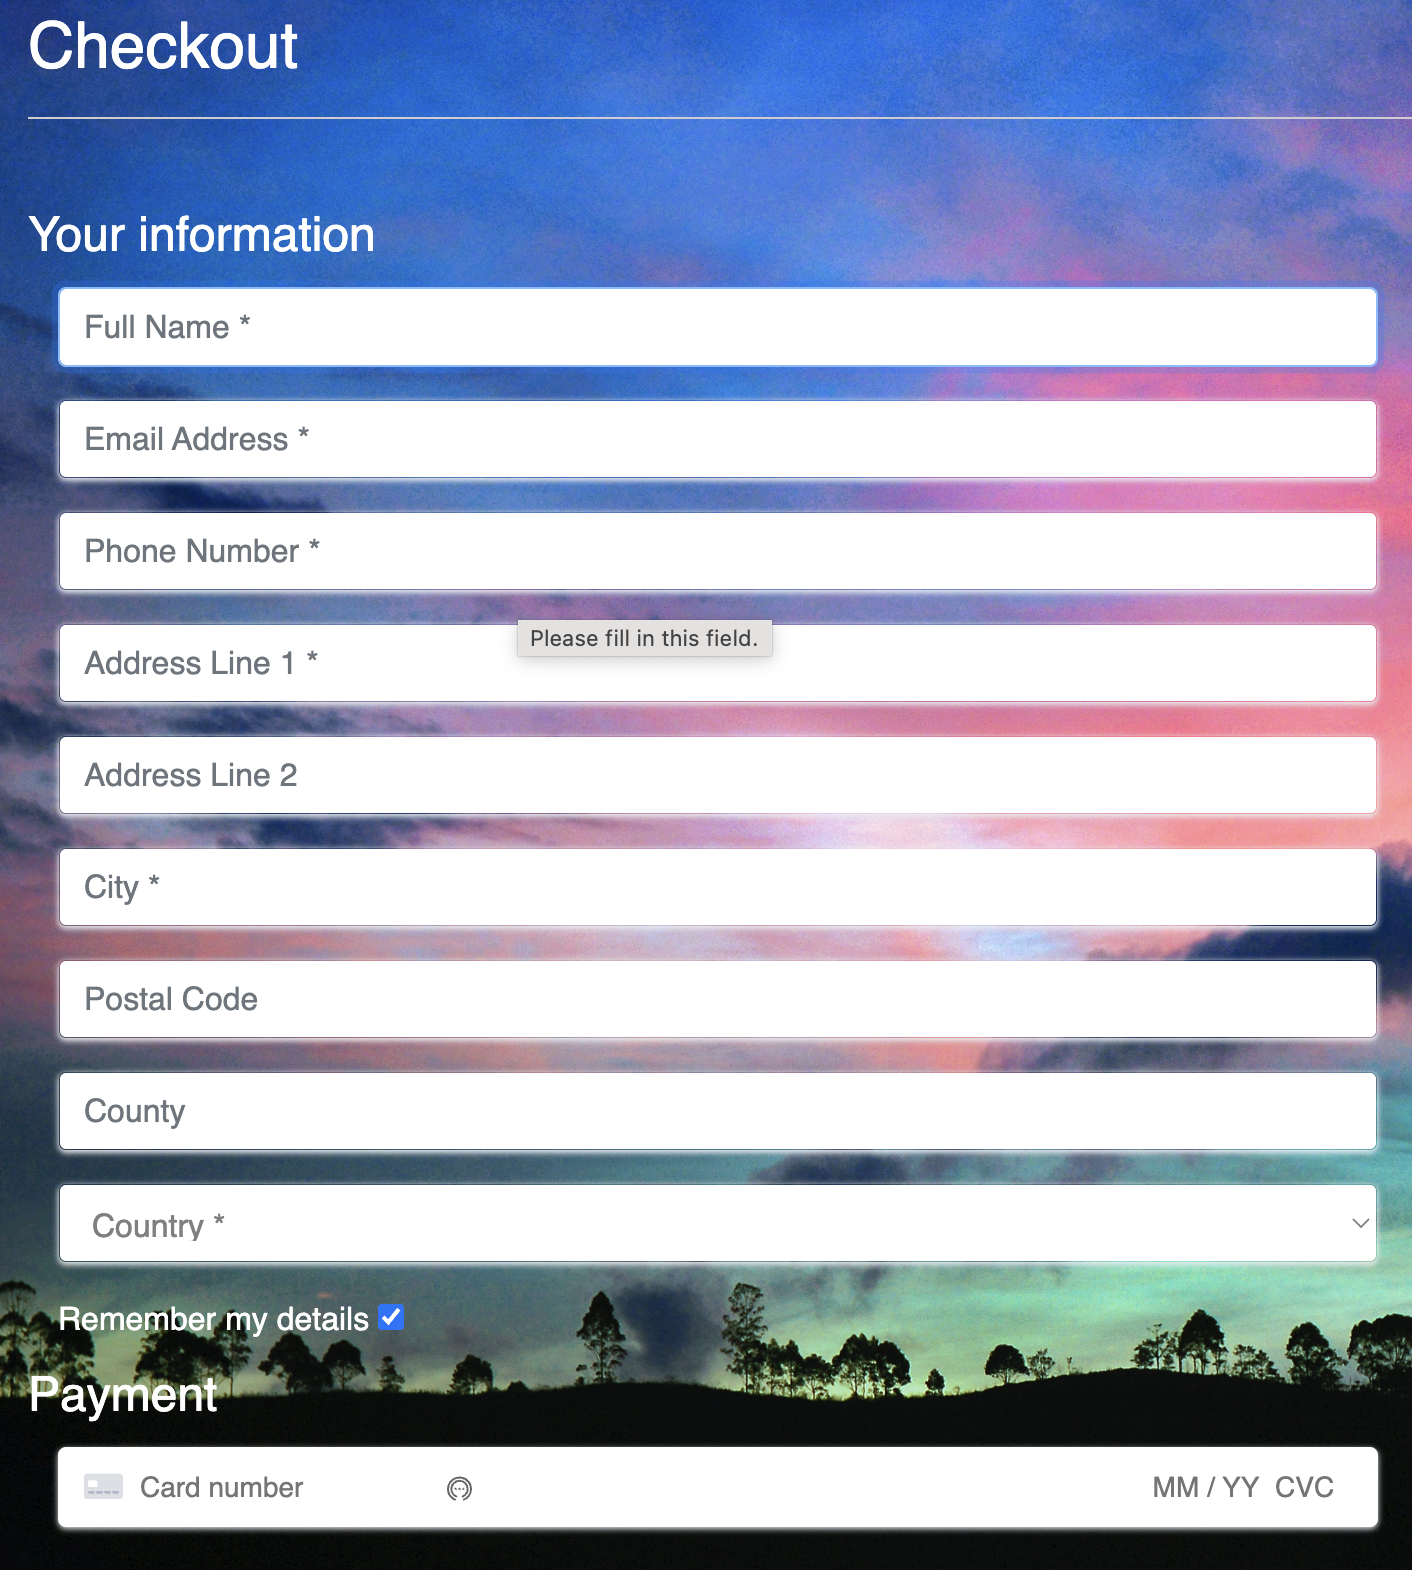 Checkout
Your information
Full Name *
Email Address *
Phone Number *
Please fill in this field.
Address Line 1 *
Address Line 2
City *
Postal Code
County
Country *
Remember my details
Payment
Card number MM / YY CVC